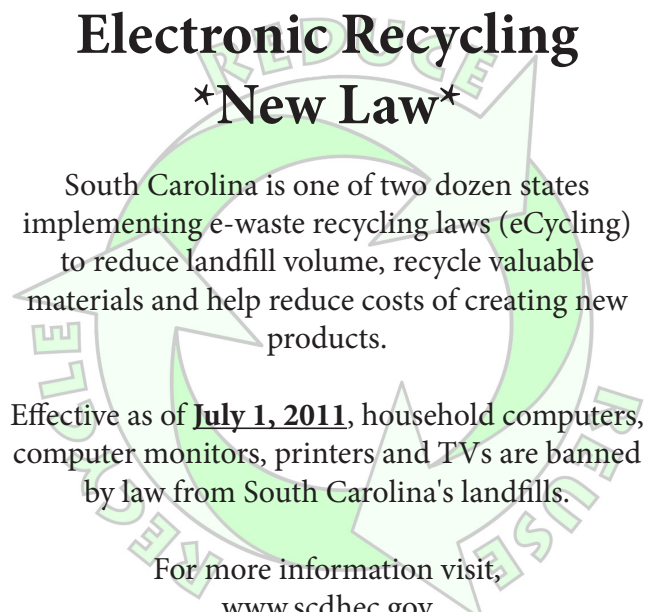 Electronic Recycling
*New Law*
REDUCE
South Carolina is one of two dozen states
implementing e-waste recycling laws (eCycling)
to reduce landfill volume, recycle valuable
materials and help reduce costs of creating new
products.
Effective as of July 1, 2011, household computers,
computer monitors, printers and TVs are banned
by law from South Carolina's landfills.
RECYCLE
REUSE
For more information visit,
www.scdhec.gov